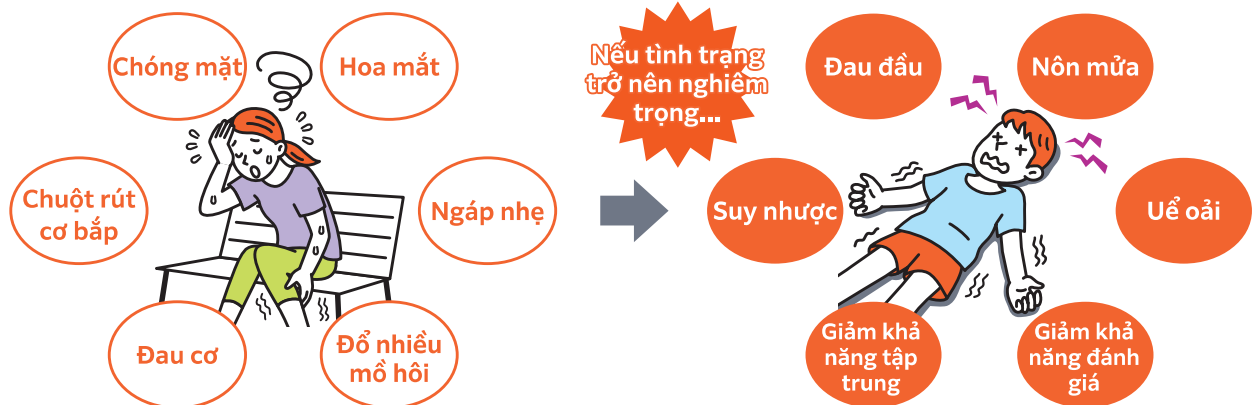 Chóng mặt
Hoa mắt
Chuột rút
cơ bắp
Ngáp nhẹ
Đau cơ
Đổ nhiều
mồ hôi
Nếu tình trạng
trở nên nghiêm
trọng...
Đau đầu
Nôn mửa
Suy nhược
Uể oải
Giảm khả
năng tập
trung
Giảm khả
năng đánh
giá